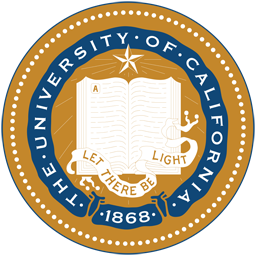 ·THE·UNIVERSITY·OF·CALIFORNIA·
A
LET THERE BE LIGHT
·1868·